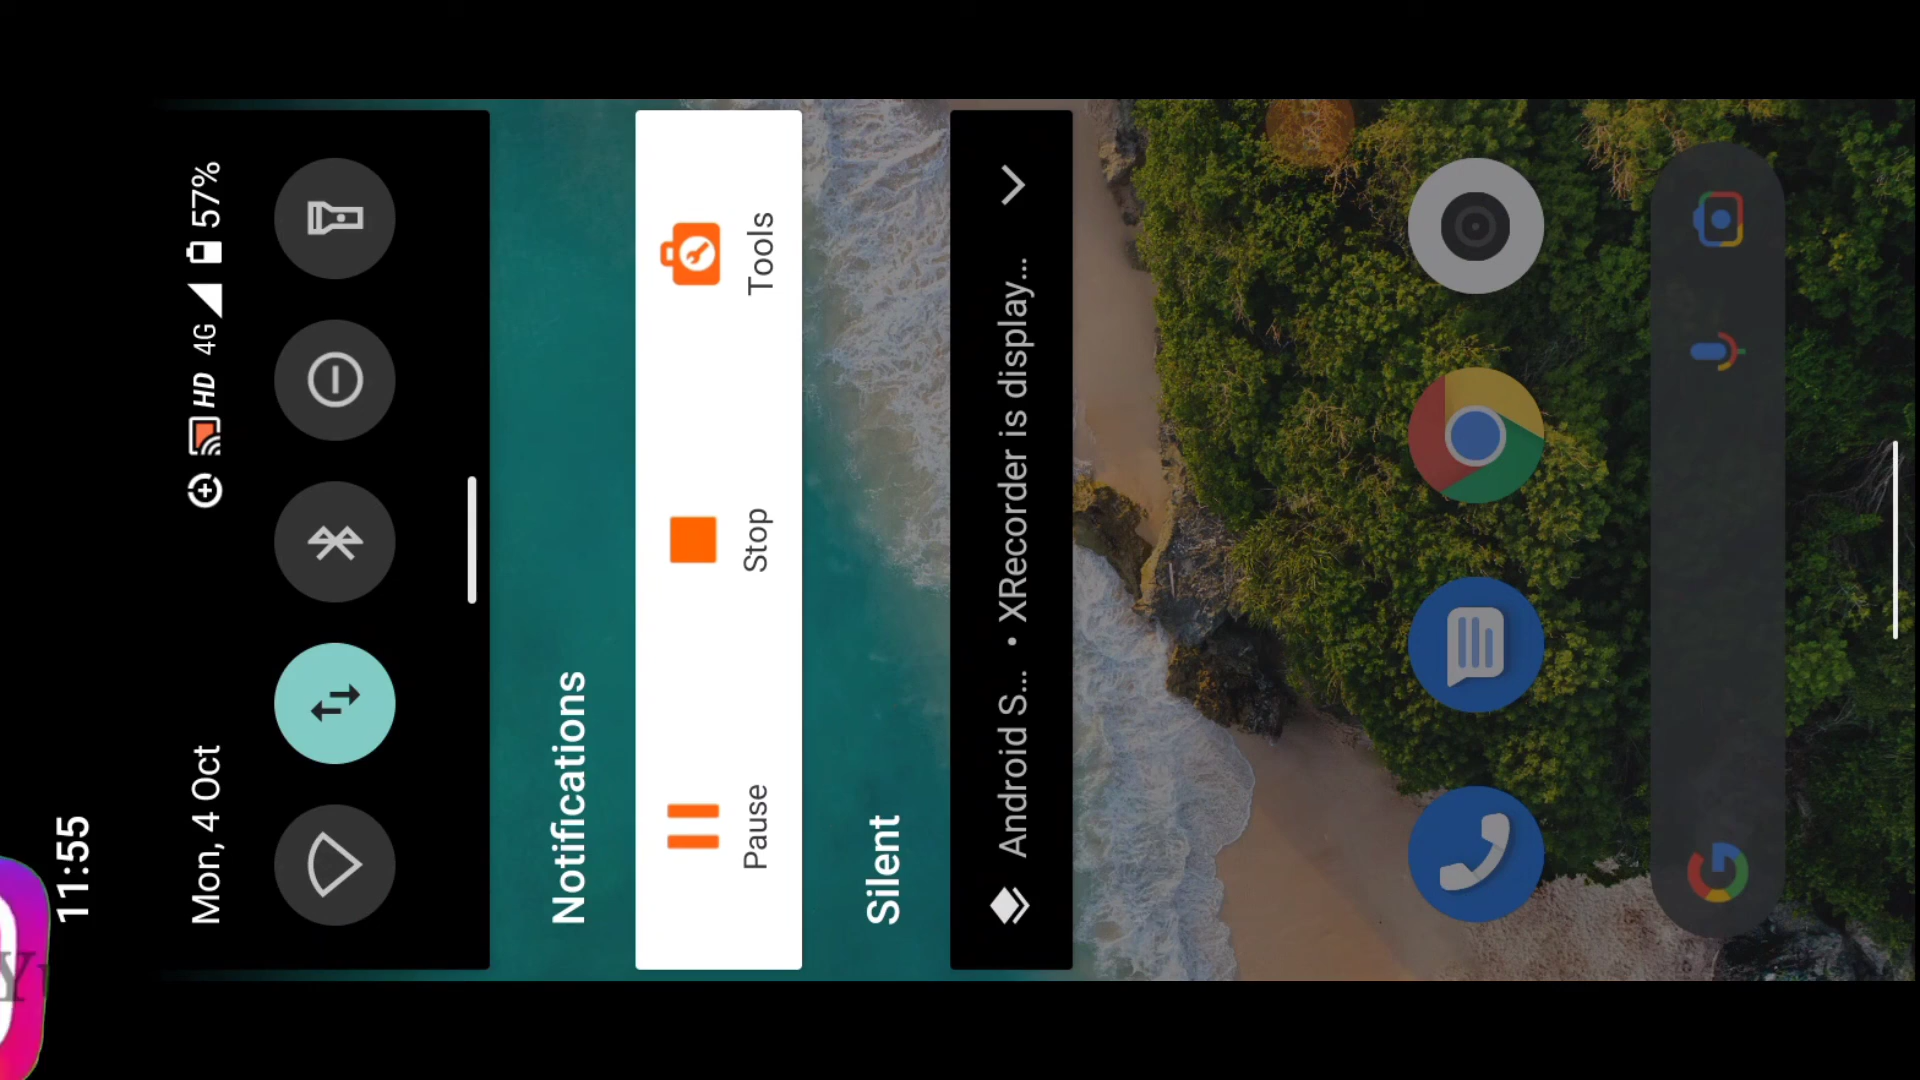 11:55
Mon, 4 Oct
HD 4G 57%
Notifications
Pause
Stop
Tools
Silent
Android S... • XRecorder is display...